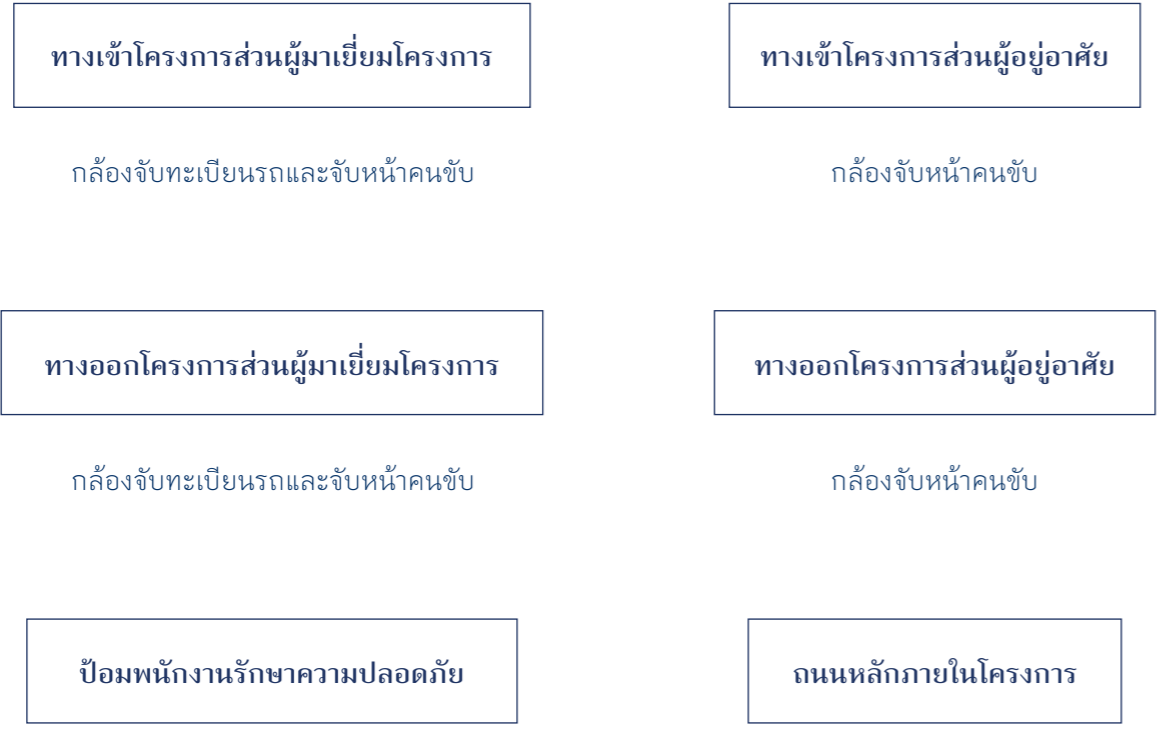 ทางเข้าโครงการส่วนผู้มาเยี่ยมโครงการ
ทางเข้าโครงการส่วนผู้อยู่อาศัย
กล้องจับทะเบียนรถและจับหน้าคนขับ
กล้องจับหน้าคนขับ
ทางออกโครงการส่วนผู้มาเยี่ยมโครงการ
ทางออกโครงการส่วนผู้อยู่อาศัย
กล้องจับทะเบียนรถและจับหน้าคนขับ
กล้องจับหน้าคนขับ
ป้อมพนักงานรักษาความปลอดภัย
ถนนหลักภายในโครงการ